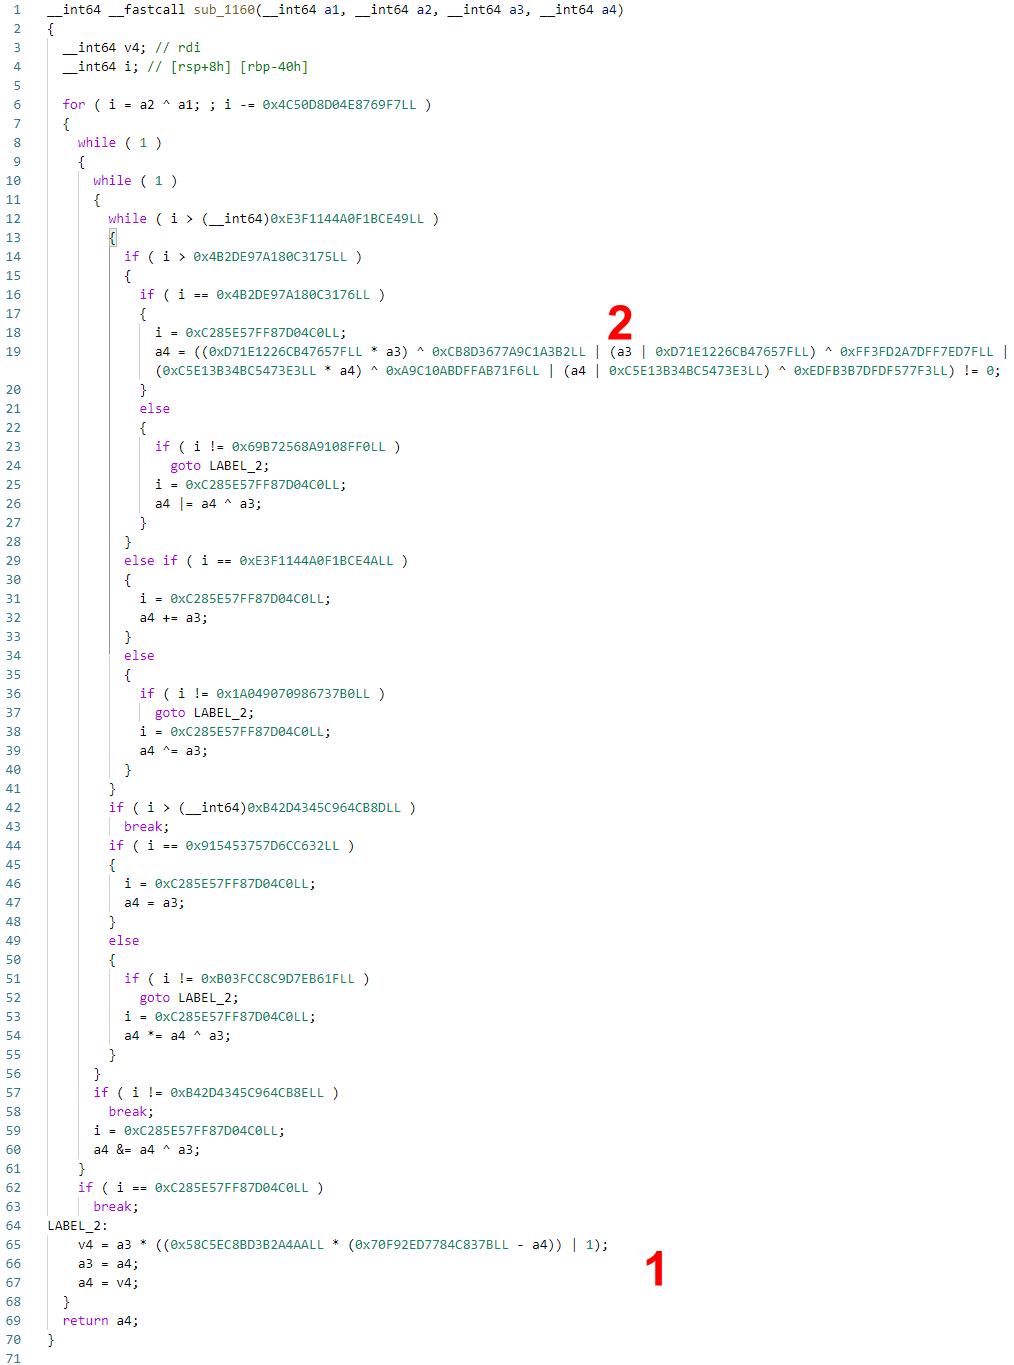 1 __int64 __fastcall sub_1160(__int64 a1, __int64 a2, __int64 a3, __int64 a4)
2 {
3 __int64 v4; // rdi
4 __int64 i; // [rsp+8h] [rbp-40h]
5
6 for ( i = a2 ^ a1; ; i -= 0x4C50D8D04E8769F7LL )
7 {
8 while ( 1 )
9 {
10 while ( 1 )
11 {
12 while ( i > (__int64)0xE3F1144A0F1BCE49LL )
13 {
14 if ( i > 0x4B2DE97A180C3175LL )
15 {
16 if ( i == 0x4B2DE97A180C3176LL )
17 {
18 i = 0xC285E57FF87D04C0LL;
2
19 a4 = ((0xD71E1226CB47657FLL * a3) ^ 0xCB8D3677A9C1A3B2LL | (a3 | 0xD71E1226CB47657FLL) ^ 0xFF3FD2A7DFF7ED7FLL |
(0xC5E13B34BC5473E3LL * a4) ^ 0xA9C10ABDFFAB71F6LL | (a4 | 0xC5E13B34BC5473E3LL) ^ 0xEDFB3B7DFDF577F3LL) != 0;
20 }
21 else
22 {
23 if ( i != 0x69B72568A9108FF0LL )
24 goto LABEL_2;
25 i = 0xC285E57FF87D04C0LL;
26 a4 |= a4 ^ a3;
27 }
28 }
29 else if ( i == 0xE3F1144A0F1BCE4ALL )
30 {
31 i = 0xC285E57FF87D04C0LL;
32 a4 += a3;
33 }
34 else
35 {
36 if ( i != 0x1A049070986737B0LL )
37 goto LABEL_2;
38 i = 0xC285E57FF87D04C0LL;
39 a4 ^= a3;
40 }
41 }
42 if ( i > (__int64)0xB42D4345C964CB8DLL )
43 break;
44 if ( i == 0x915453757D6CC632LL )
45 {
46 i = 0xC285E57FF87D04C0LL;
47 a4 = a3;
48 }
49 else
50 {
51 if ( i != 0xB03FCC8C9D7EB61FLL )
52 goto LABEL_2;
53 i = 0xC285E57FF87D04C0LL;
54 a4 *= a4 ^ a3;
55 }
56 }
57 if ( i != 0xB42D4345C964CB8ELL )
58 break;
59 i = 0xC285E57FF87D04C0LL;
60 a4 &= a4 ^ a3;
61 }
62 if ( i == 0xC285E57FF87D04C0LL )
63 break;
64 LABEL_2:
65 v4 = a3 * ((0x58C5EC8BD3B2A4AALL * (0x70F92ED7784C837BLL - a4)) | 1);
1
66 a3 = a4;
67 a4 = v4;
68 }
69 return a4;
70 }
71